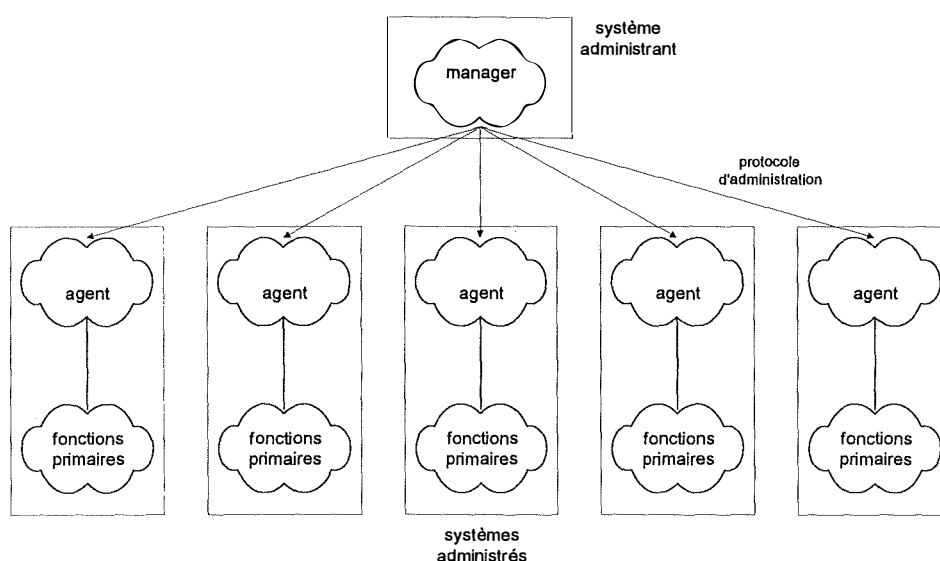 système
administrant
manager
protocole
d'administration
agent
agent
agent
agent
agent
fonctions
primaires
fonctions
primaires
fonctions
primaires
fonctions
primaires
fonctions
primaires
systèmes
administrés